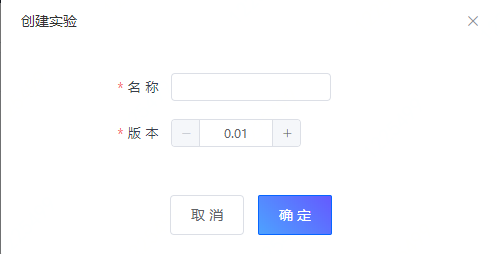 创建实验
* 名 称
* 版 本
0.01
取 消
确 定